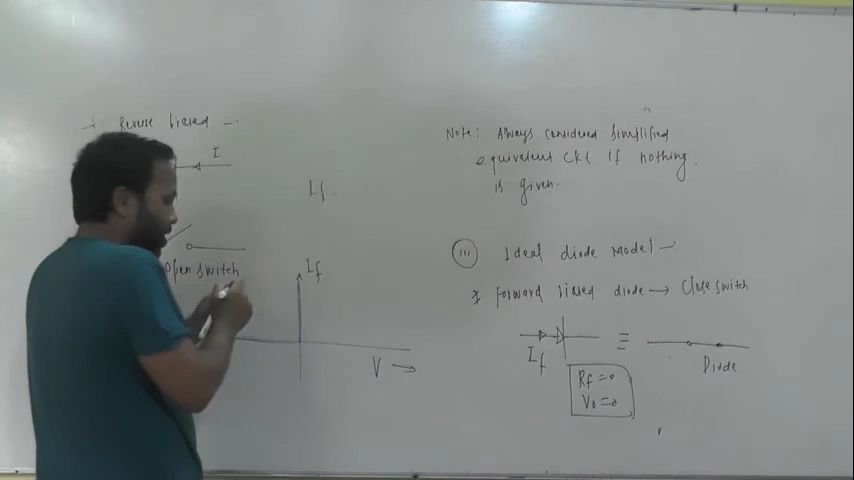 → Reverse biased -
I
If
Open switch
If
V →
Note: Always considered Simplified
equivalent Ckt if nothing
is given.
(iii) Ideal diode Model →
* Forward biased diode → Close switch
If
≡
Diode
Rf = 0
V0 = 0